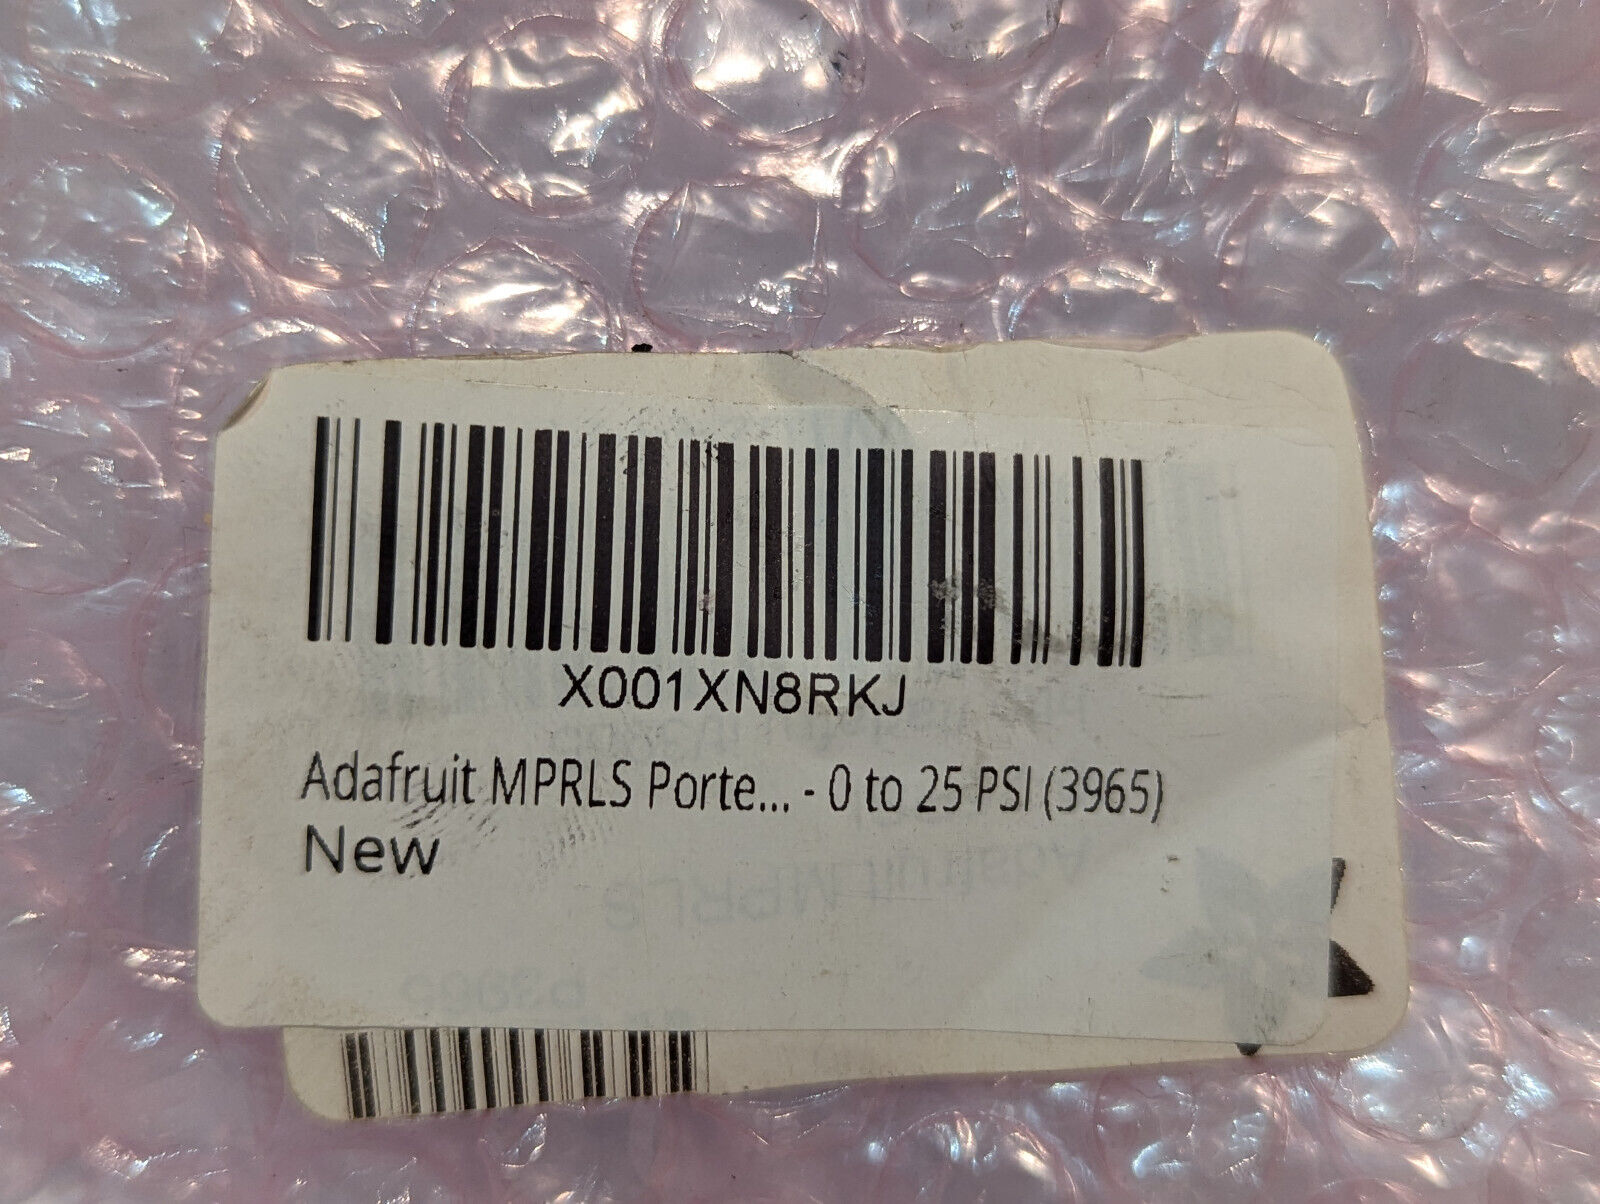 X001XN8RKJ
Adafruit MPRLS Porte... - 0 to 25 PSI (3965)
New